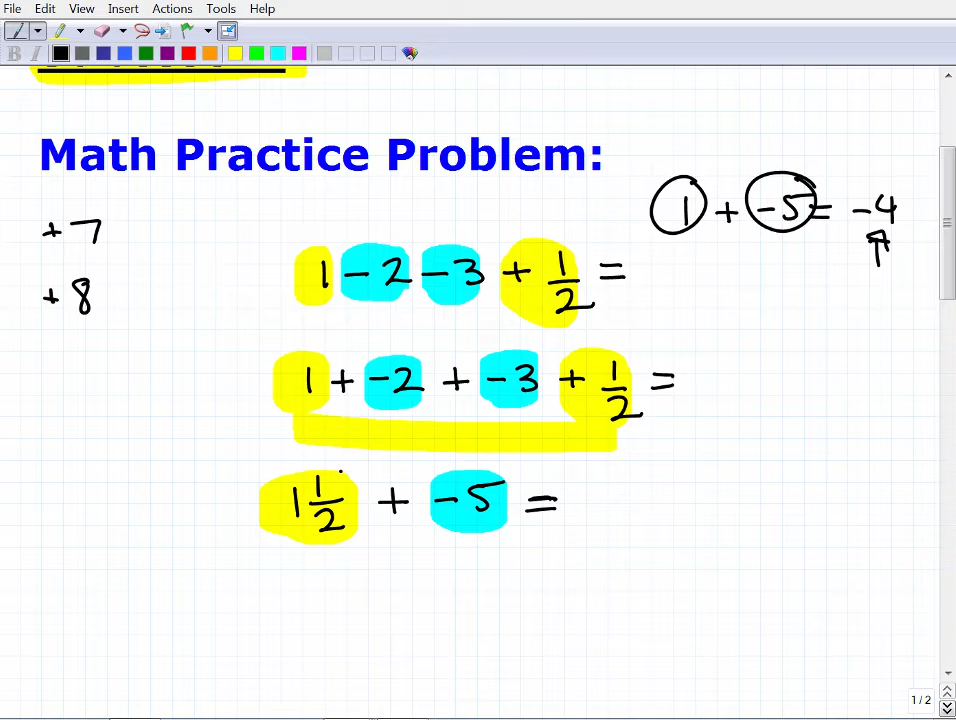 File Edit View Insert Actions Tools Help
B I
Math Practice Problem:
1 + -5 = -4
+7
1 -2 -3 + 1/2 =
+8
1 + -2 + -3 + 1/2 =
1 1/2 + -5 =
1 / 2